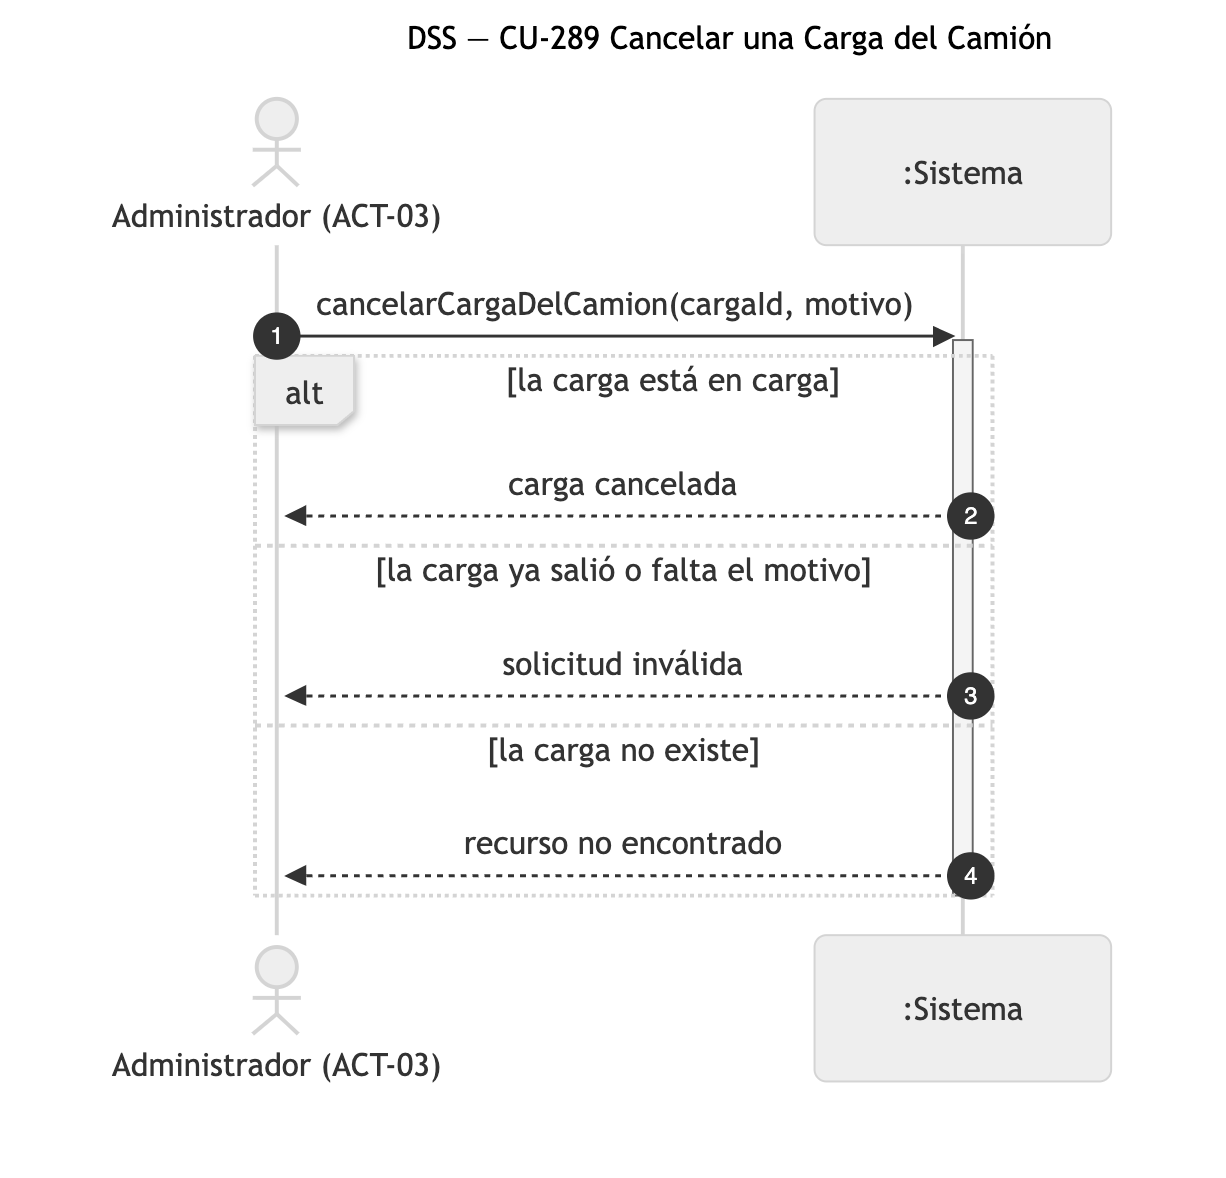 DSS — CU-289 Cancelar una Carga del Camión
Administrador (ACT-03)
:Sistema
cancelarCargaDelCamion(cargaId, motivo)
1
alt
[la carga está en carga]
carga cancelada
2
[la carga ya salió o falta el motivo]
solicitud inválida
3
[la carga no existe]
recurso no encontrado
4
Administrador (ACT-03)
:Sistema